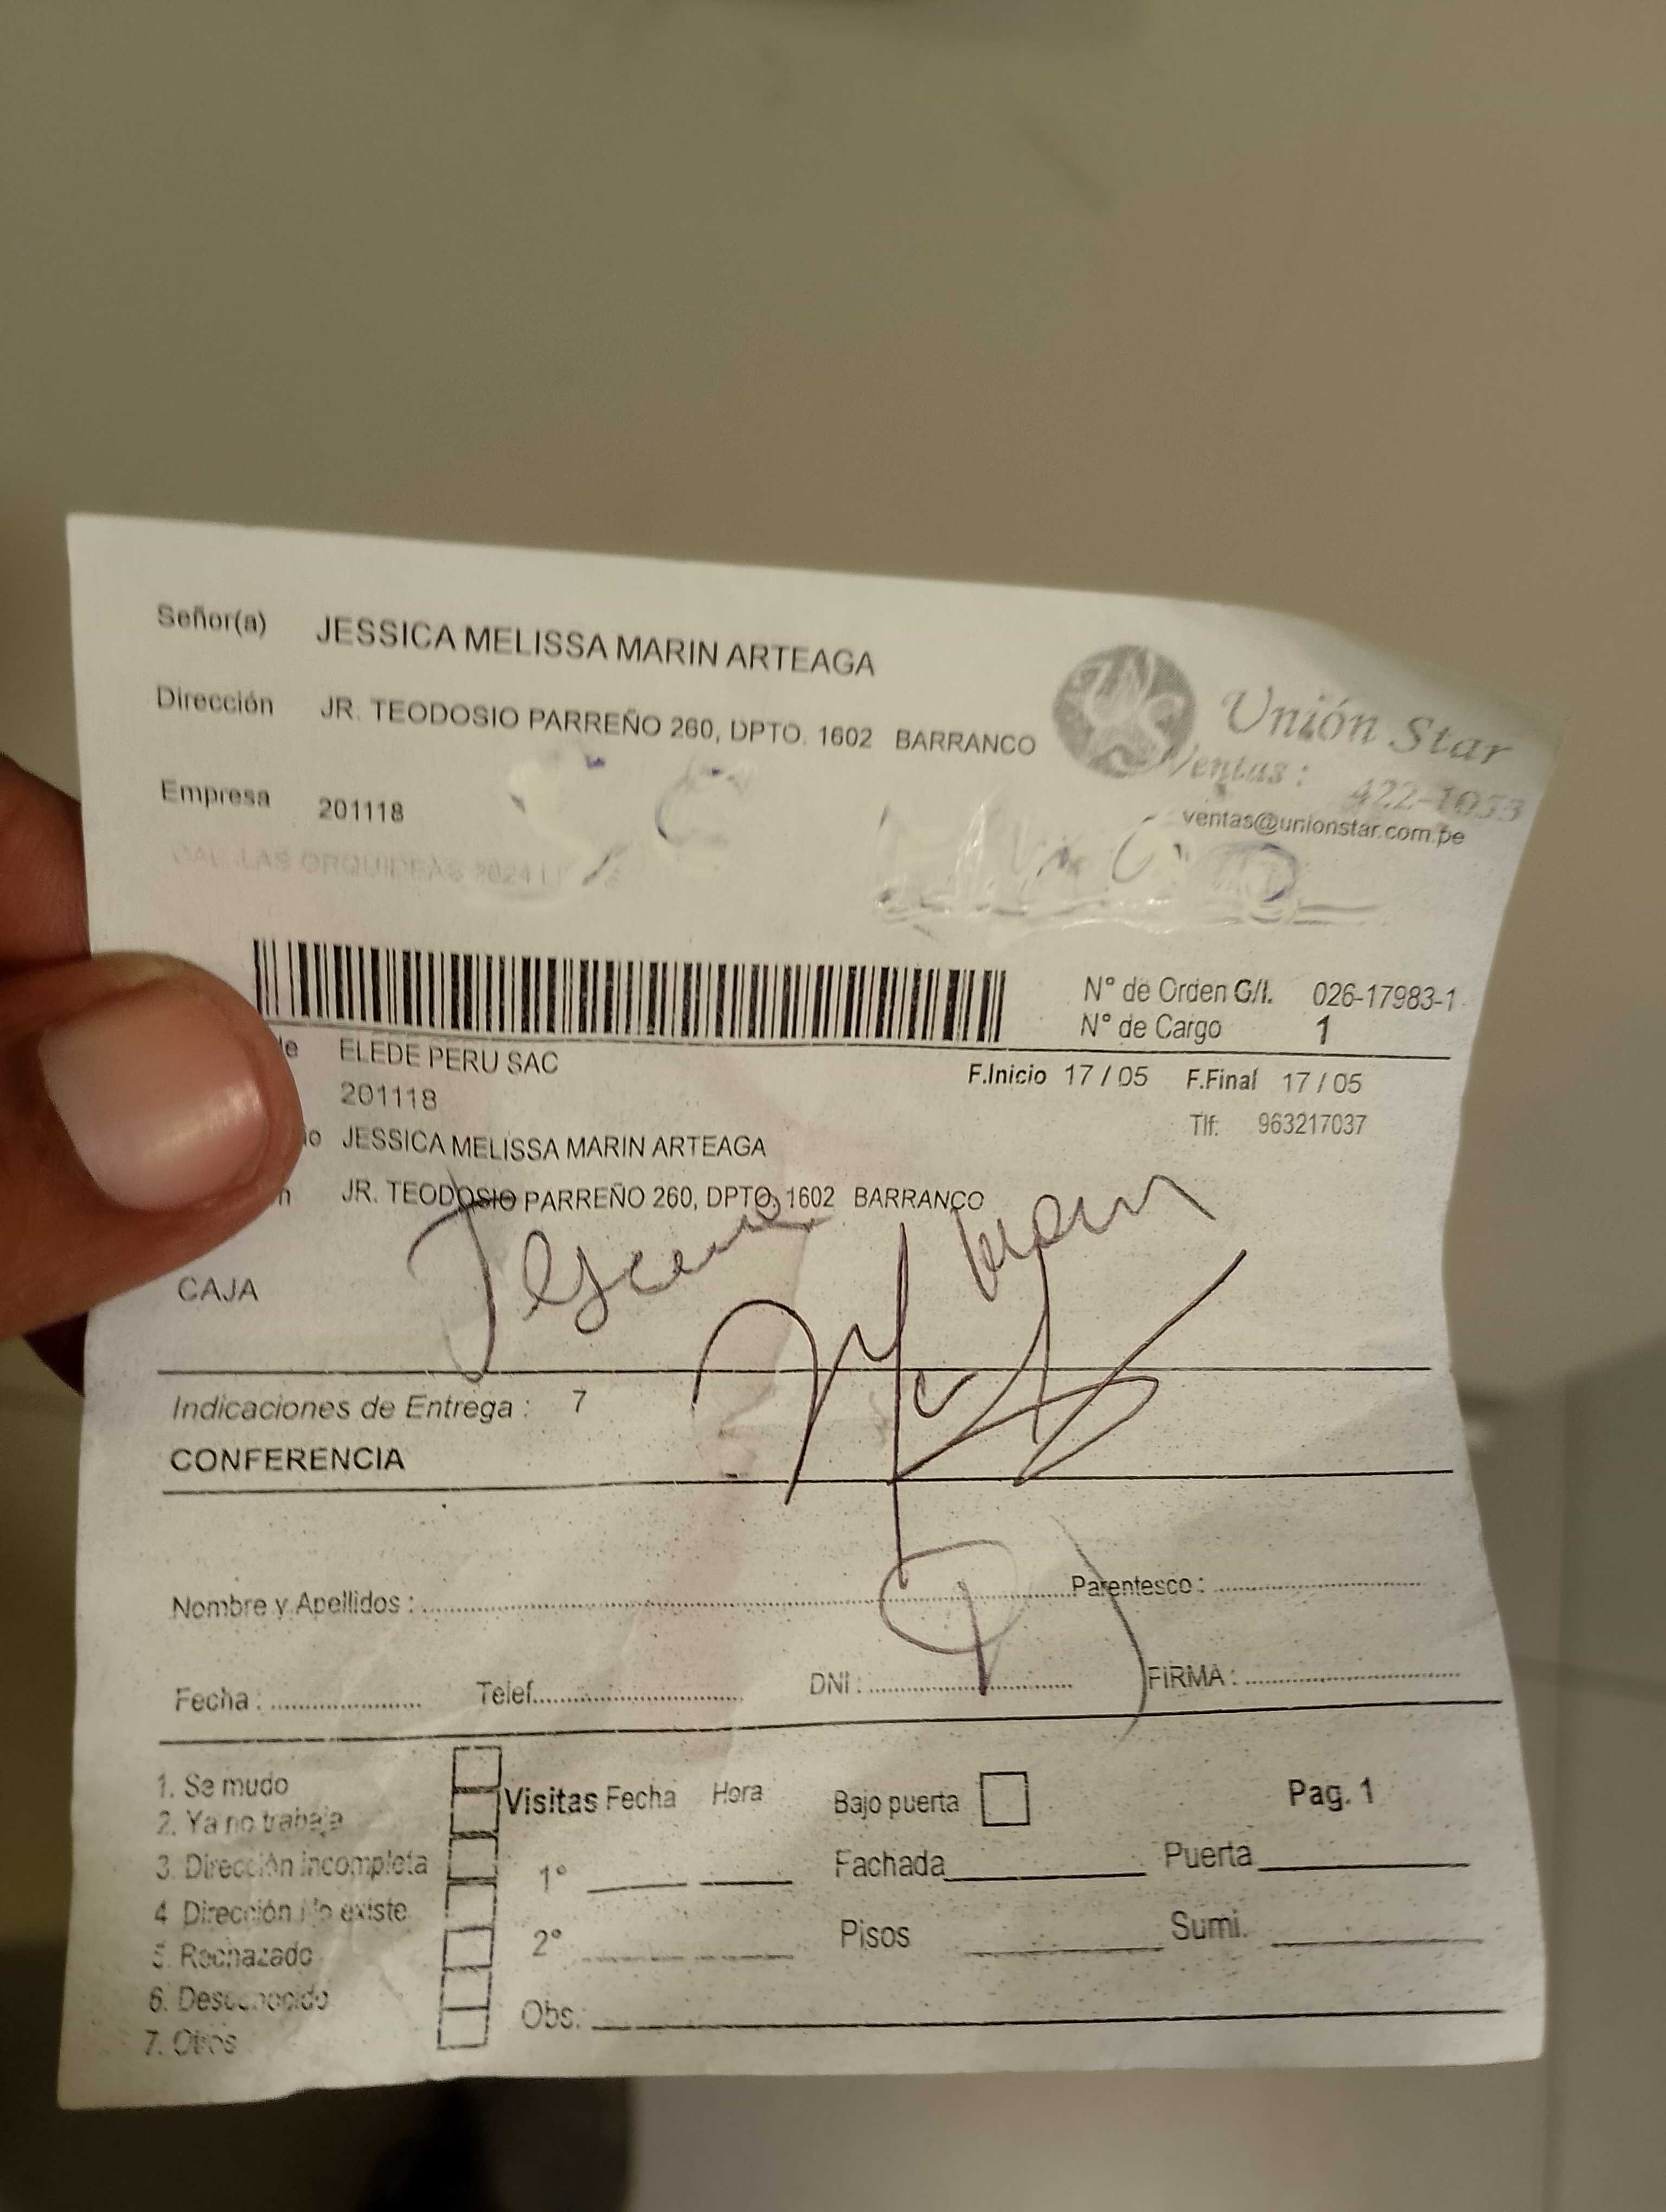 Señor(a) JESSICA MELISSA MARIN ARTEAGA
Dirección JR. TEODOSIO PARREÑO 260, DPTO. 1602 BARRANCO
Unión Star
Ventas: 422-1053
ventas@unionstar.com.pe
Empresa 201118
ORQUIDEAS
N° de Orden G/I. 026-17983-1
N° de Cargo 1
ELEDE PERU SAC
F.Inicio 17 / 05 F.Final 17 / 05
201118
Tlf: 963217037
JESSICA MELISSA MARIN ARTEAGA
JR. TEODOSIO PARREÑO 260, DPTO. 1602 BARRANCO
Marin
CAJA
Indicaciones de Entrega : 7
CONFERENCIA
Nombre y Apellidos : Parentesco :
Fecha : Telef. DNI : FIRMA :
1. Se mudo
2. Ya no trabaja
3. Dirección incompleta
4 Dirección No existe
5. Rechazado
6. Desconocido
7. Otros
Visitas Fecha Hora
1°
2°
Obs:
Bajo puerta Pag. 1
Fachada Puerta
Pisos Sumi.